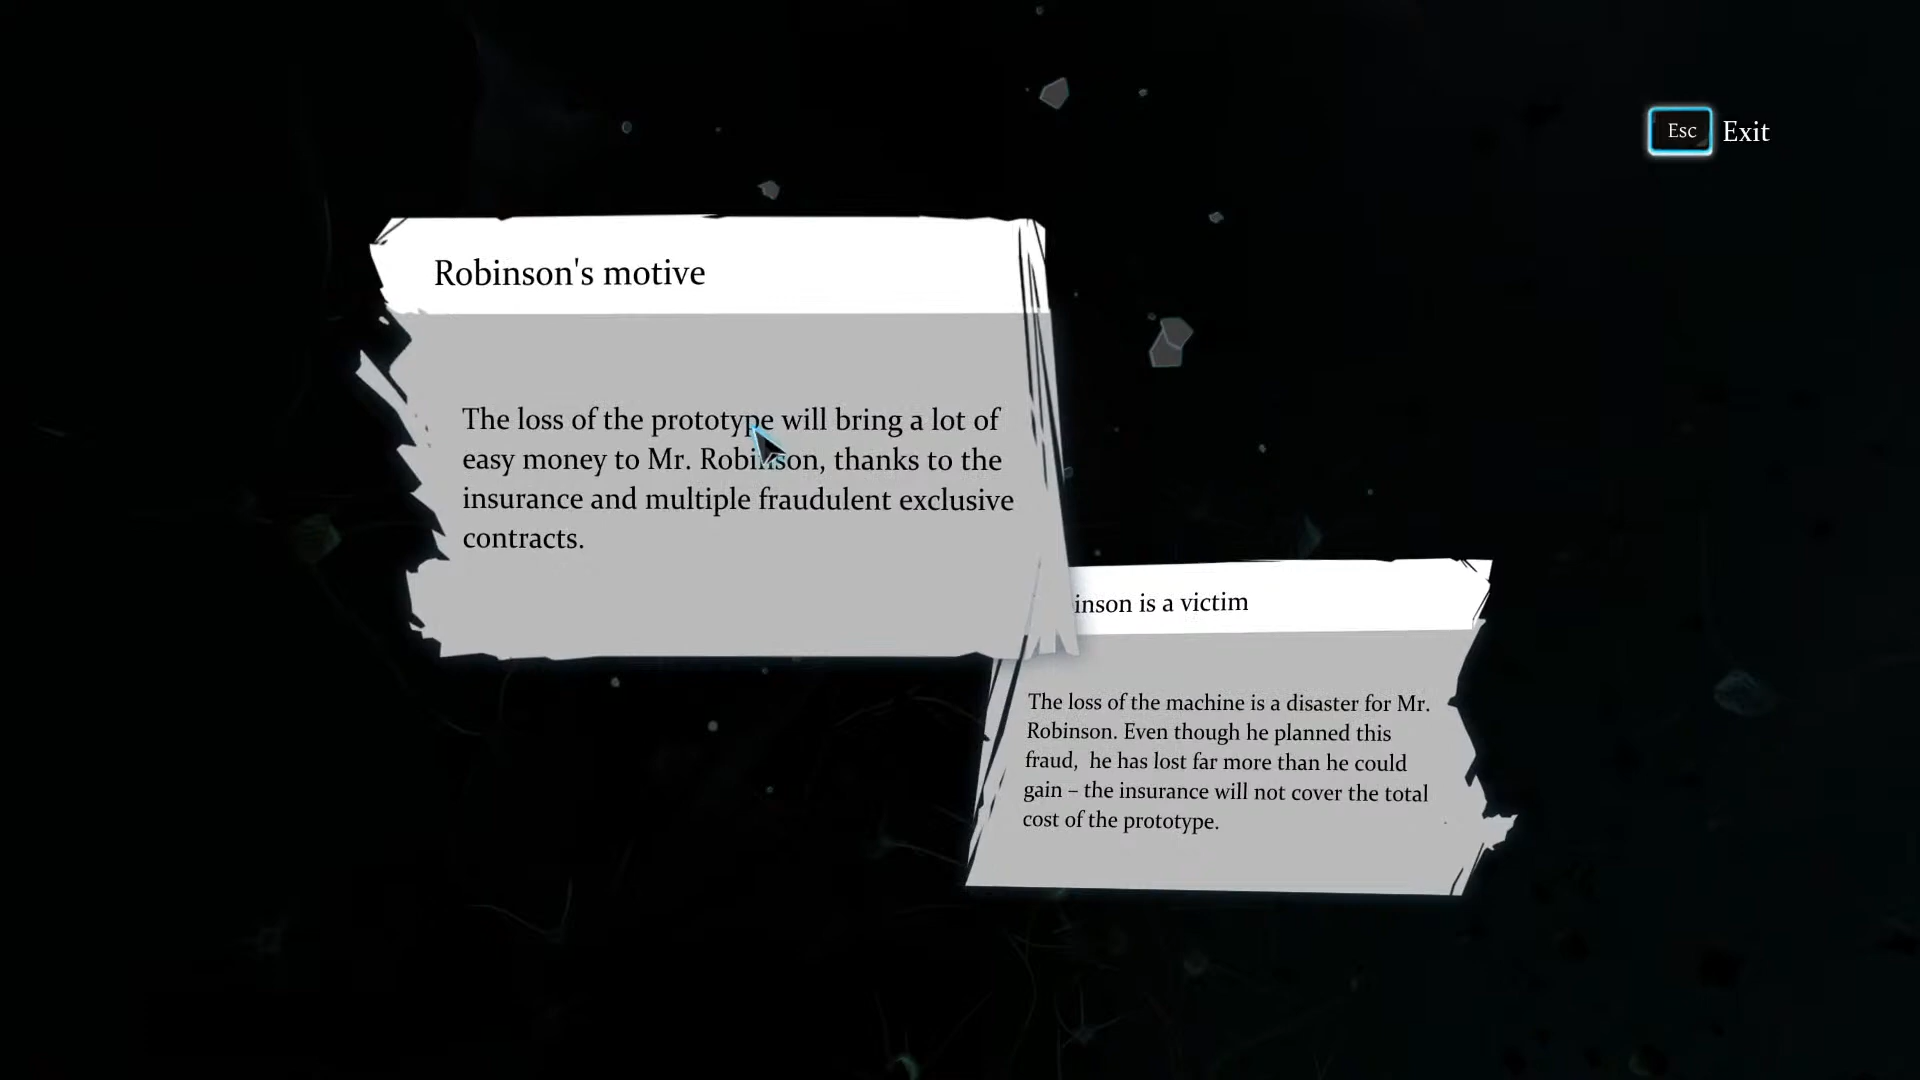 Esc Exit
Robinson's motive
The loss of the prototype will bring a lot of
easy money to Mr. Robinson, thanks to the
insurance and multiple fraudulent exclusive
contracts.
inson is a victim
The loss of the machine is a disaster for Mr.
Robinson. Even though he planned this
fraud, he has lost far more than he could
gain – the insurance will not cover the total
cost of the prototype.